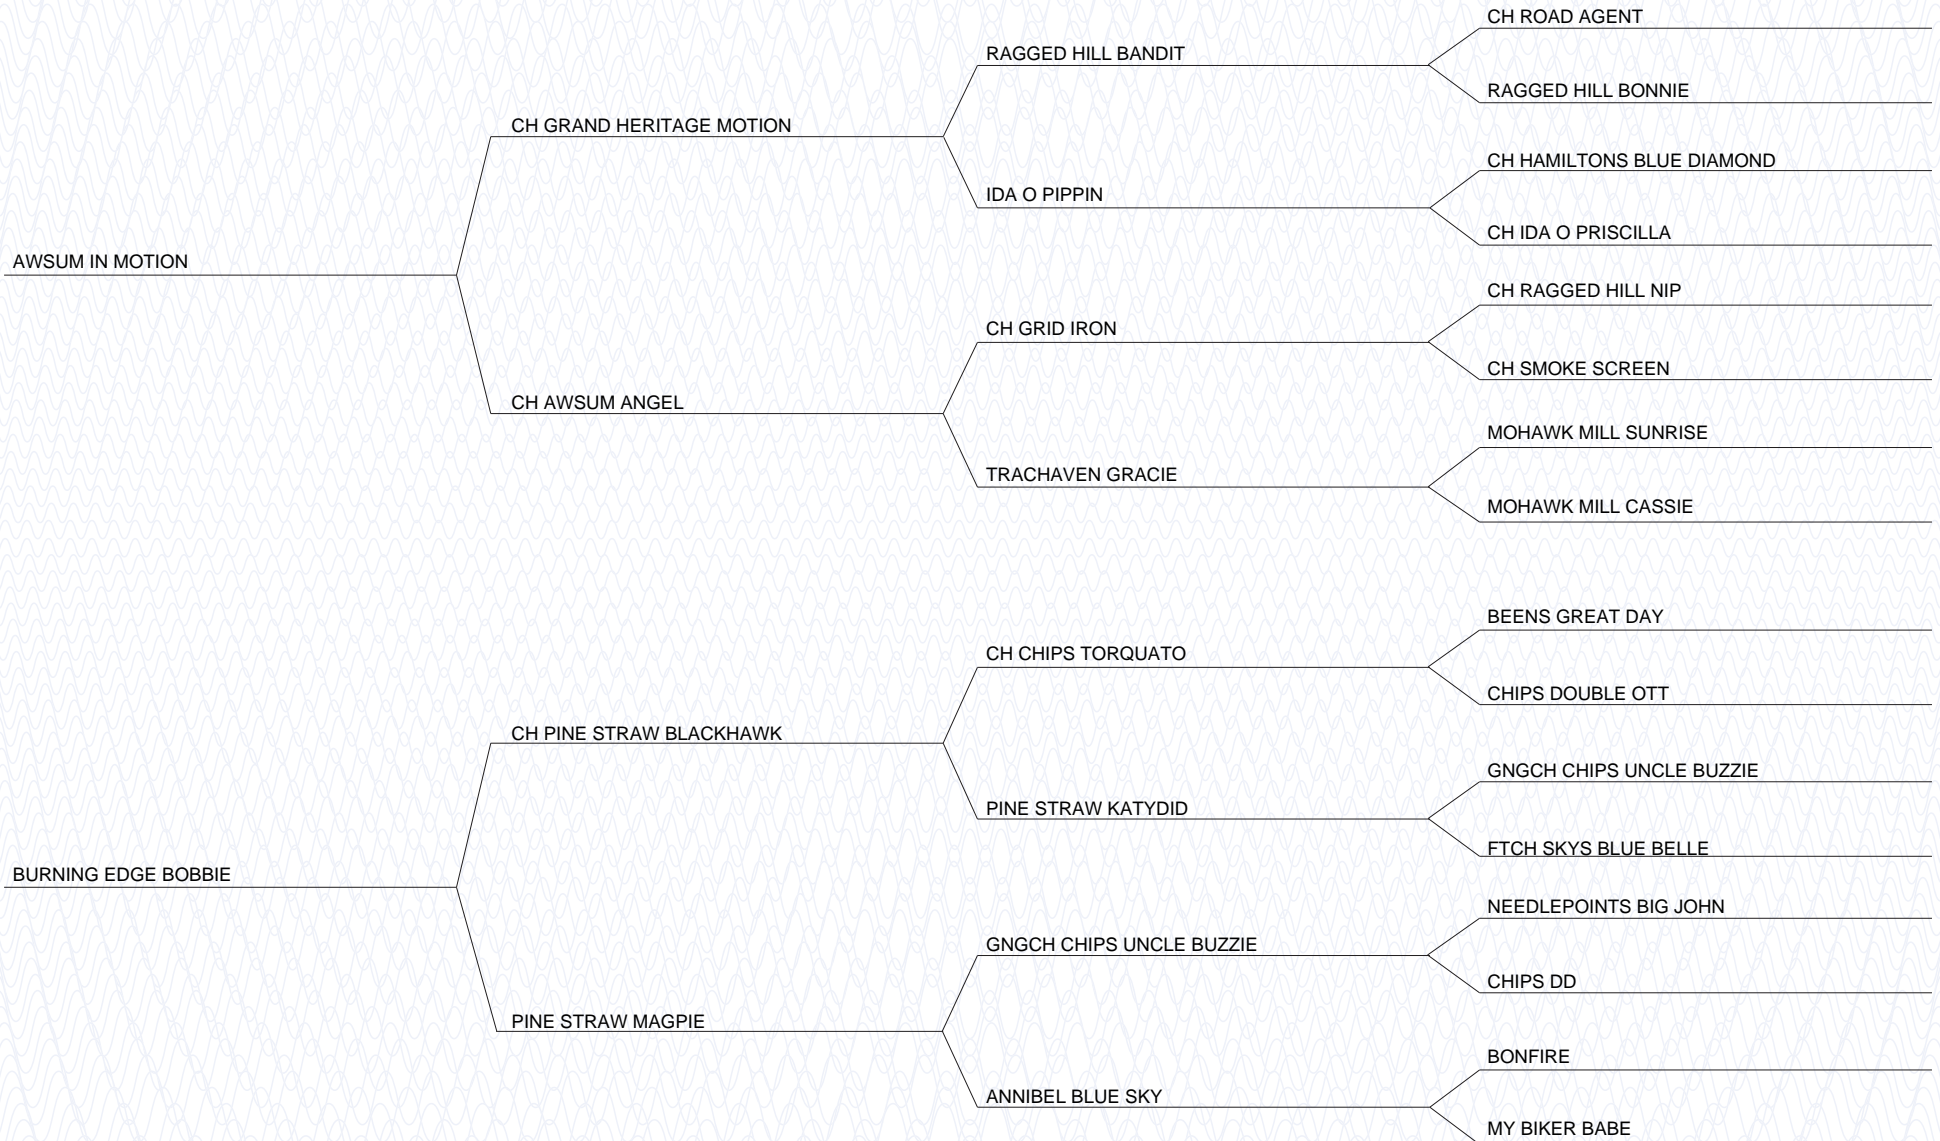 CH ROAD AGENT
RAGGED HILL BANDIT
RAGGED HILL BONNIE
CH GRAND HERITAGE MOTION
CH HAMILTONS BLUE DIAMOND
IDA O PIPPIN
CH IDA O PRISCILLA
AWSUM IN MOTION
CH RAGGED HILL NIP
CH GRID IRON
CH SMOKE SCREEN
CH AWSUM ANGEL
MOHAWK MILL SUNRISE
TRACHAVEN GRACIE
MOHAWK MILL CASSIE
BEENS GREAT DAY
CH CHIPS TORQUATO
CHIPS DOUBLE OTT
CH PINE STRAW BLACKHAWK
GNGCH CHIPS UNCLE BUZZIE
PINE STRAW KATYDID
FTCH SKYS BLUE BELLE
BURNING EDGE BOBBIE
NEEDLEPOINTS BIG JOHN
GNGCH CHIPS UNCLE BUZZIE
CHIPS DD
PINE STRAW MAGPIE
BONFIRE
ANNIBEL BLUE SKY
MY BIKER BABE